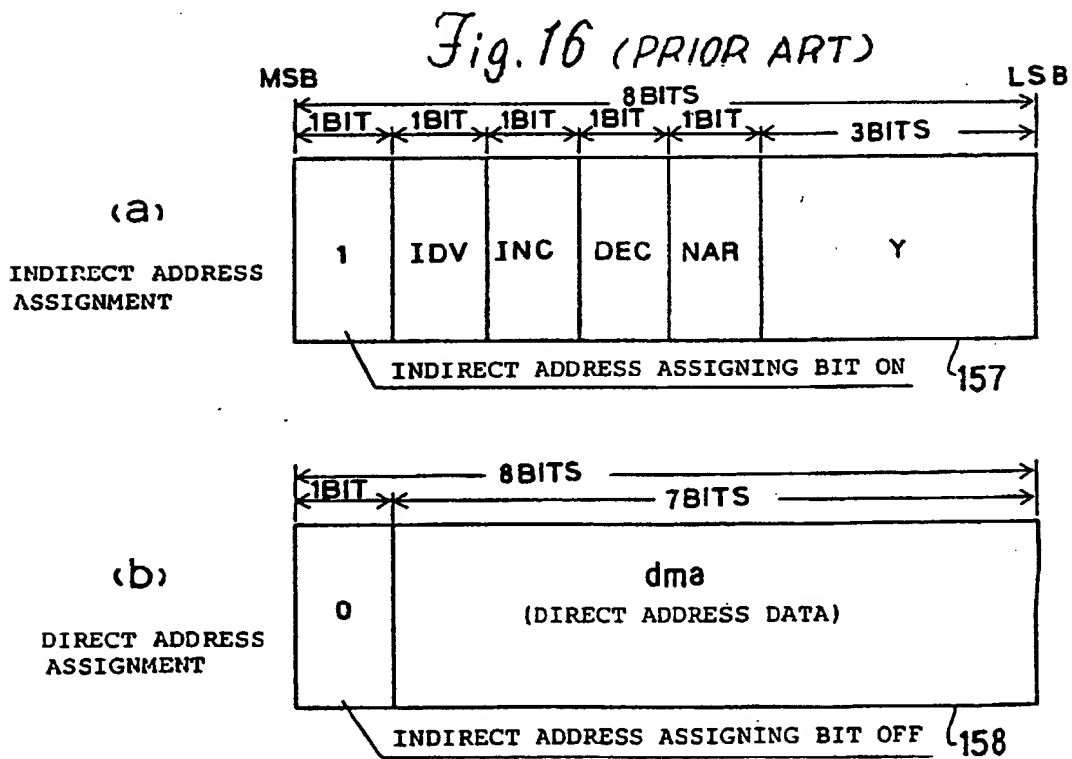 Fig. 16 (PRIOR ART)
MSB LSB
8BITS
1BIT 1BIT 1BIT 1BIT 1BIT 3BITS
(a)
INDIRECT ADDRESS
ASSIGNMENT
1 IDV INC DEC NAR Y
INDIRECT ADDRESS ASSIGNING BIT ON
157
8BITS
1BIT 7BITS
(b)
DIRECT ADDRESS
ASSIGNMENT
0
dma
(DIRECT ADDRESS DATA)
INDIRECT ADDRESS ASSIGNING BIT OFF
158